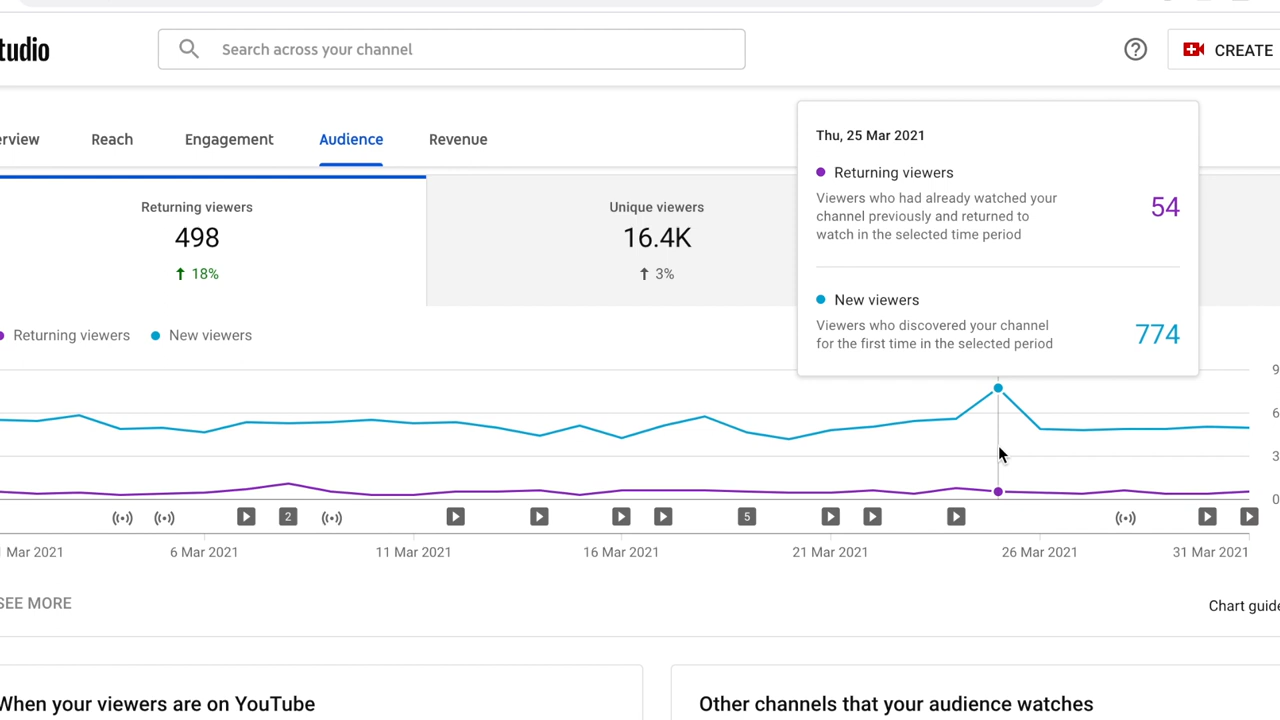 tudio
Search across your channel
CREATE
erview
Reach
Engagement
Audience
Revenue
Thu, 25 Mar 2021
Returning viewers
Viewers who had already watched your
channel previously and returned to
watch in the selected time period
54
New viewers
Viewers who discovered your channel
for the first time in the selected period
774
Returning viewers
498
18%
Unique viewers
16.4K
3%
Returning viewers
New viewers
9
6
3
0
2
5
1 Mar 2021
6 Mar 2021
11 Mar 2021
16 Mar 2021
21 Mar 2021
26 Mar 2021
31 Mar 2021
SEE MORE
Chart guide
When your viewers are on YouTube
Other channels that your audience watches